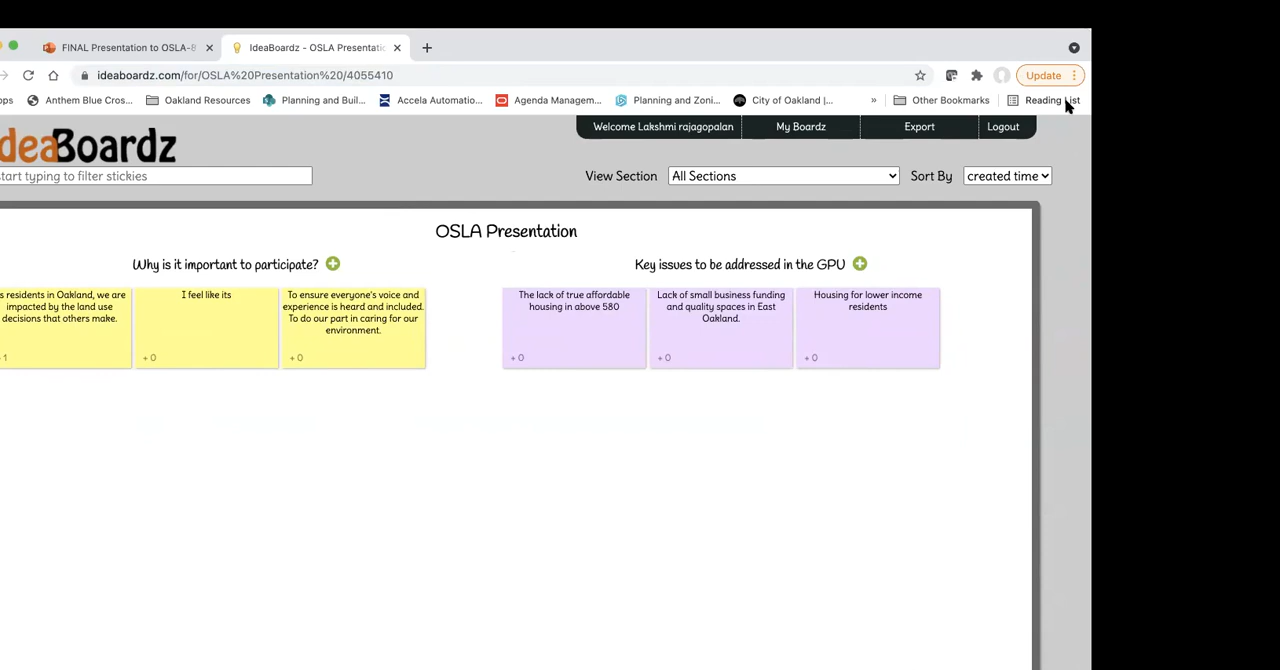 FINAL Presentation to OSLA-8
IdeaBoardz - OSLA Presentatic
ideaboardz.com/for/OSLA%20Presentation%20/4055410
Update
ops
Anthem Blue Cros...
Oakland Resources
Planning and Buil...
Accela Automatio...
Agenda Managem...
Planning and Zoni...
City of Oakland |...
»
Other Bookmarks
Reading List
deaBoardz
Welcome Lakshmi rajagopalan
My Boardz
Export
Logout
start typing to filter stickies
View Section
All Sections
Sort By
created time
OSLA Presentation
Why is it important to participate?
s residents in Oakland, we are
impacted by the land use
decisions that others make.
1
I feel like its
+ 0
To ensure everyone's voice and
experience is heard and included.
To do our part in caring for our
environment.
+ 0
Key issues to be addressed in the GPU
The lack of true affordable
housing in above 580
+ 0
Lack of small business funding
and quality spaces in East
Oakland.
+ 0
Housing for lower income
residents
+ 0